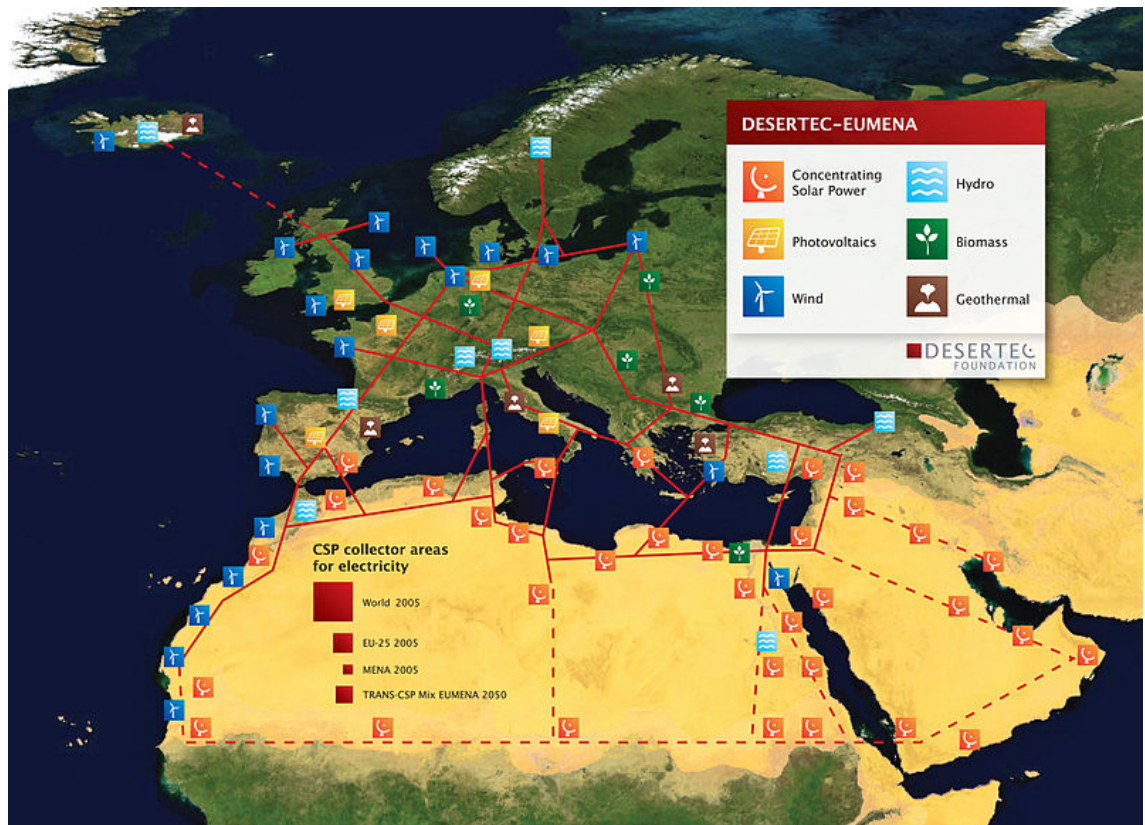 DESERTEC–EUMENA
Concentrating
Solar Power
Hydro
Photovoltaics
Biomass
Wind
Geothermal
DESERTEC
FOUNDATION
CSP collector areas
for electricity
World 2005
EU-25 2005
MENA 2005
TRANS-CSP Mix EUMENA 2050